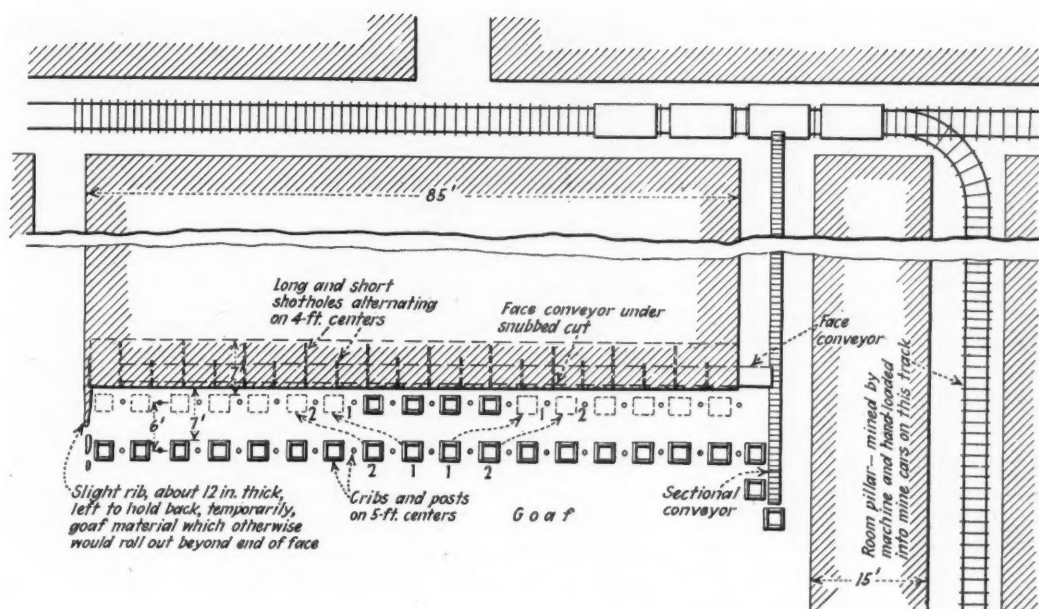 85'
Long and short
shotholes alternating
on 4-ft. centers
Face conveyor under
snubbed cut
Face
conveyor
7'
2
1
1
2
6'
7'
2
1
1
2
Slight rib, about 12 in. thick,
left to hold back, temporarily,
goaf material which otherwise
would roll out beyond end of face
Cribs and posts
on 5-ft. centers
Goaf
Sectional
conveyor
Room pillar— mined by
machine and hand-loaded
into mine cars on this track
15'